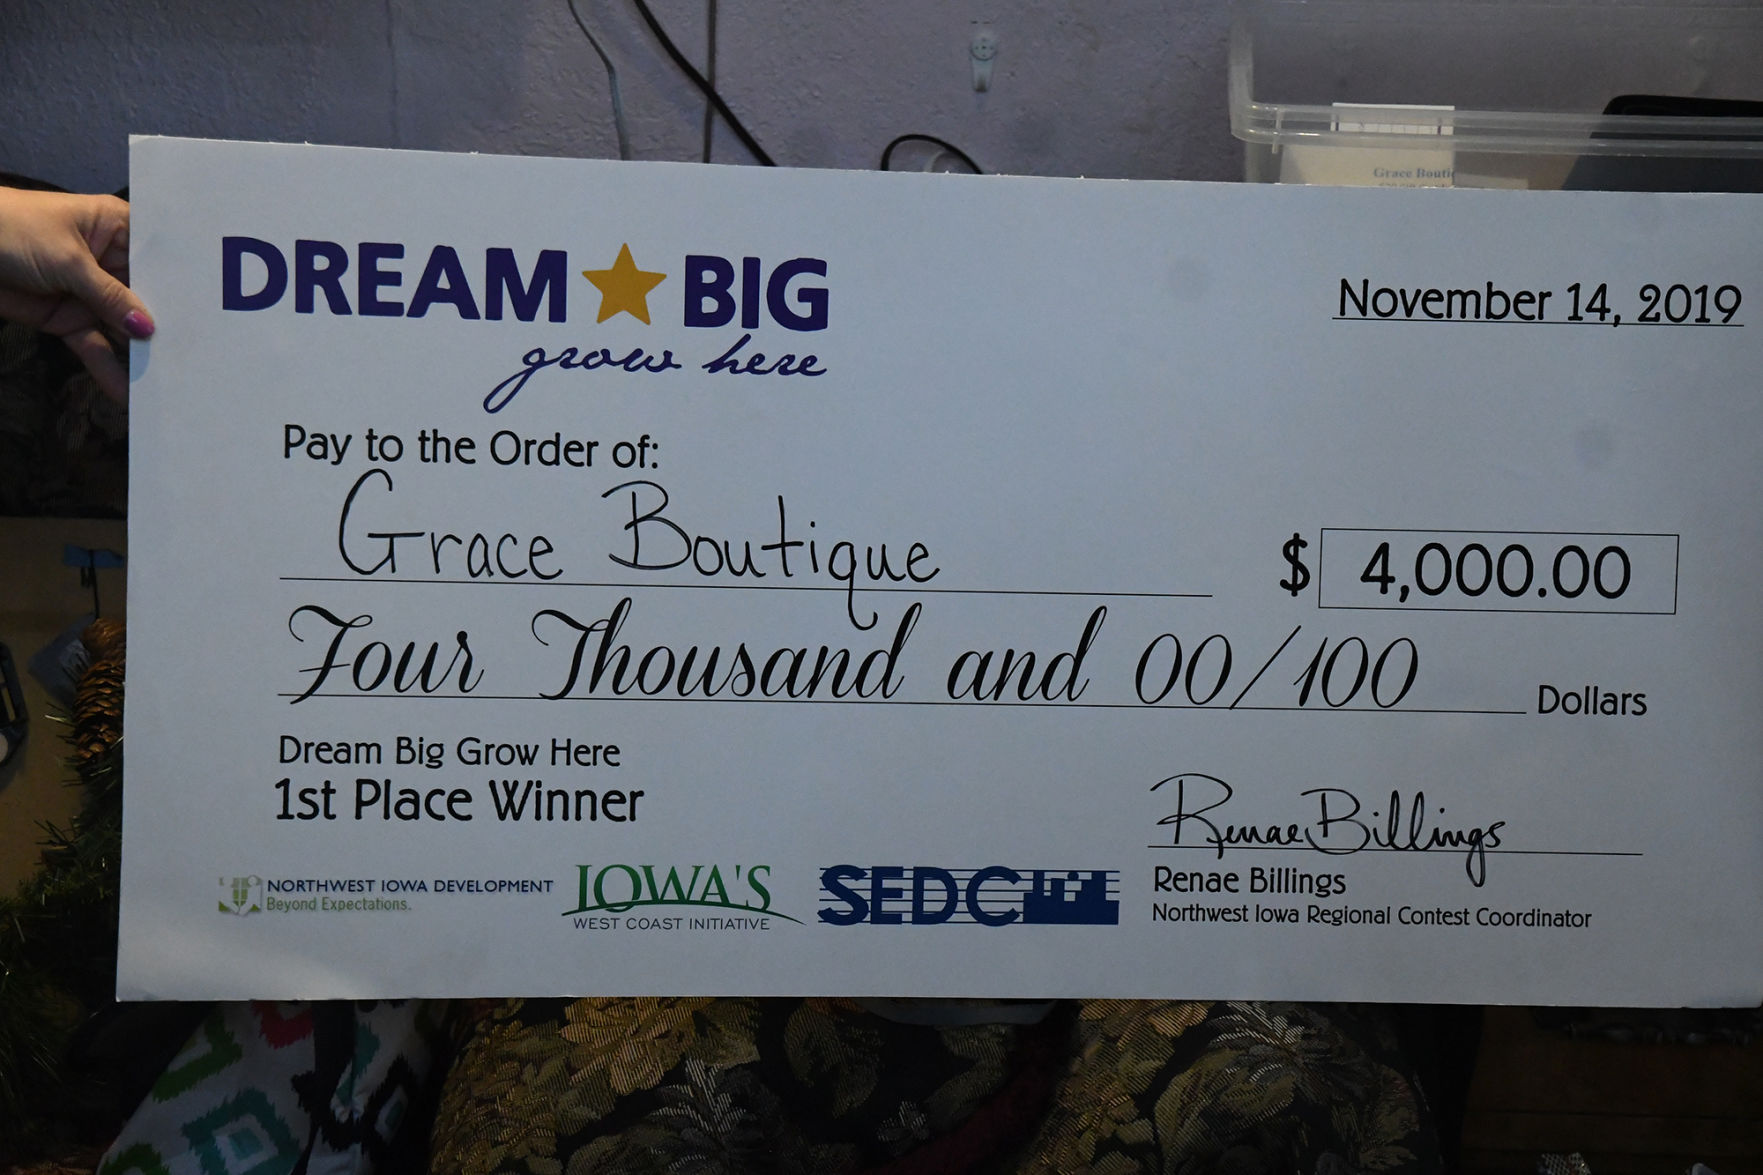 Grace Bouti
DREAM BIG
grow here
November 14, 2019
Pay to the Order of:
Grace Boutique
$ 4,000.00
Four Thousand and 00/100 Dollars
Dream Big Grow Here
1st Place Winner
Renae Billings
Renae Billings
Northwest Iowa Regional Contest Coordinator
NORTHWEST IOWA DEVELOPMENT
Beyond Expectations.
IOWA'S
WEST COAST INITIATIVE
SEDC